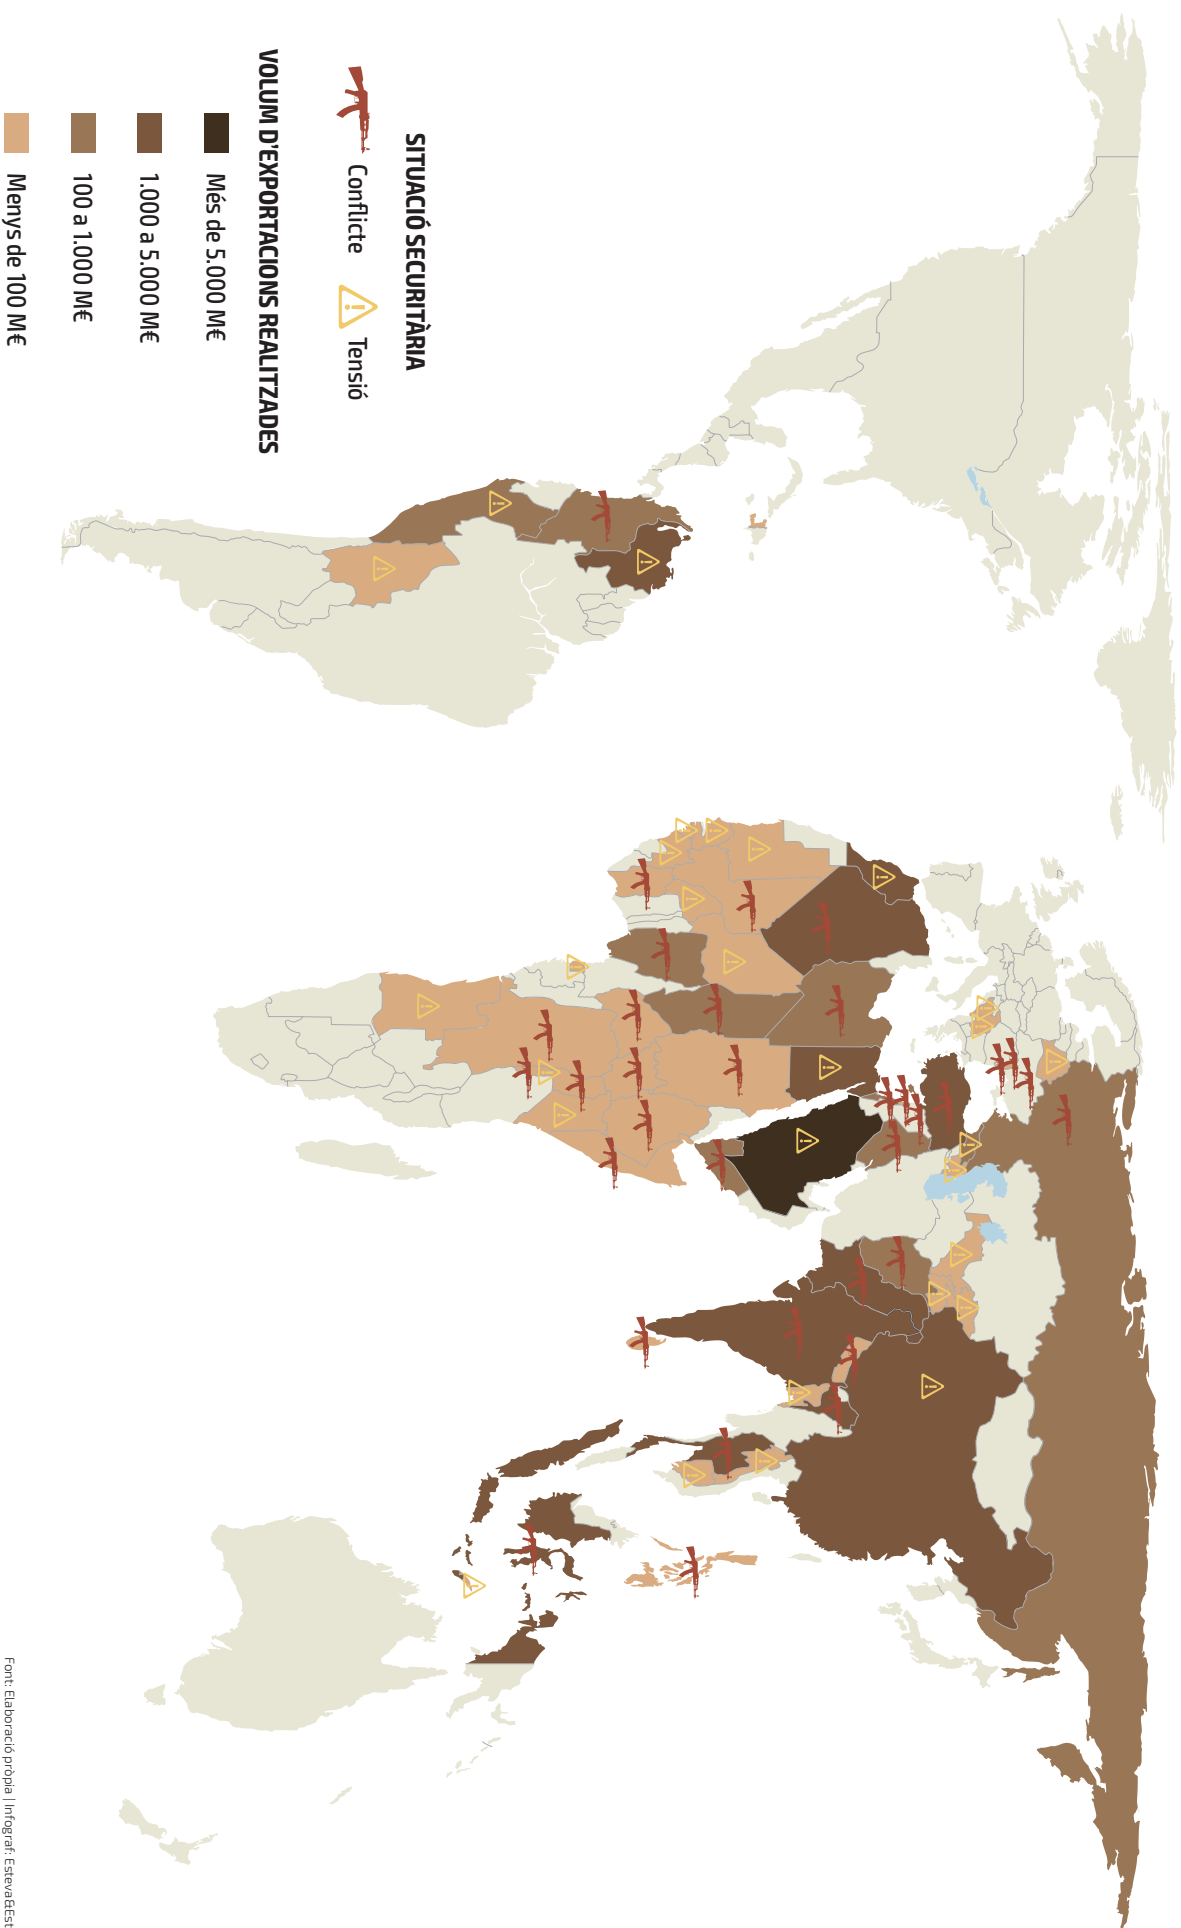 SITUACIÓ SECURITÀRIA
Conflicte
Tensió
VOLUM D'EXPORTACIONS REALITZADES
Més de 5.000 M€
1.000 a 5.000 M€
100 a 1.000 M€
Menys de 100 M€
Font: Elaboració pròpia | Infograf: Esteva&Est